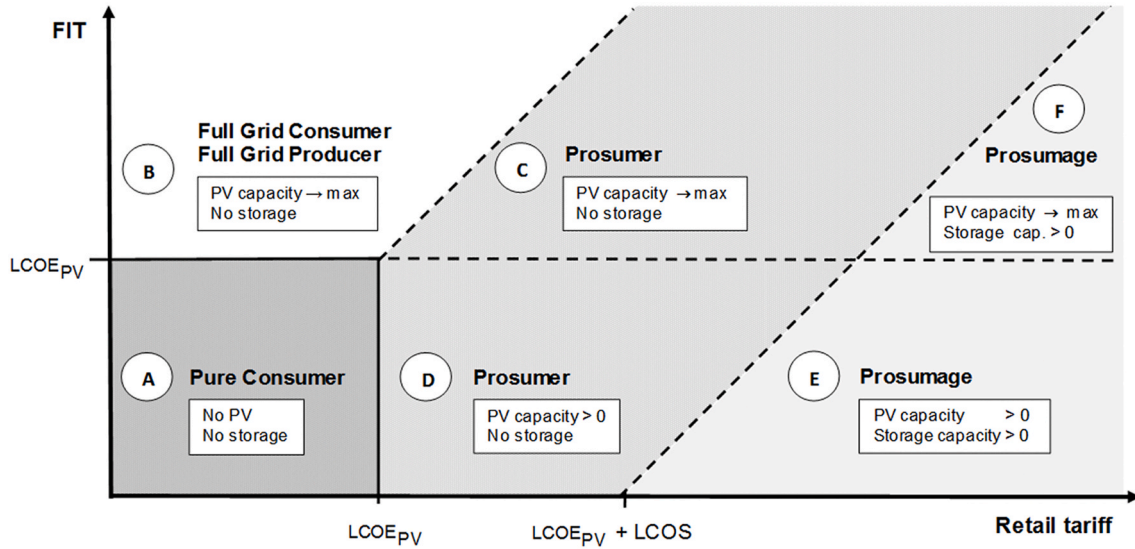 FIT
B
Full Grid Consumer
Full Grid Producer
PV capacity → max
No storage
C
Prosumer
PV capacity → max
No storage
F
Prosumage
PV capacity → max
Storage cap. > 0
LCOE PV
A
Pure Consumer
No PV
No storage
D
Prosumer
PV capacity > 0
No storage
E
Prosumage
PV capacity > 0
Storage capacity > 0
LCOE PV
LCOE PV + LCOS
Retail tariff